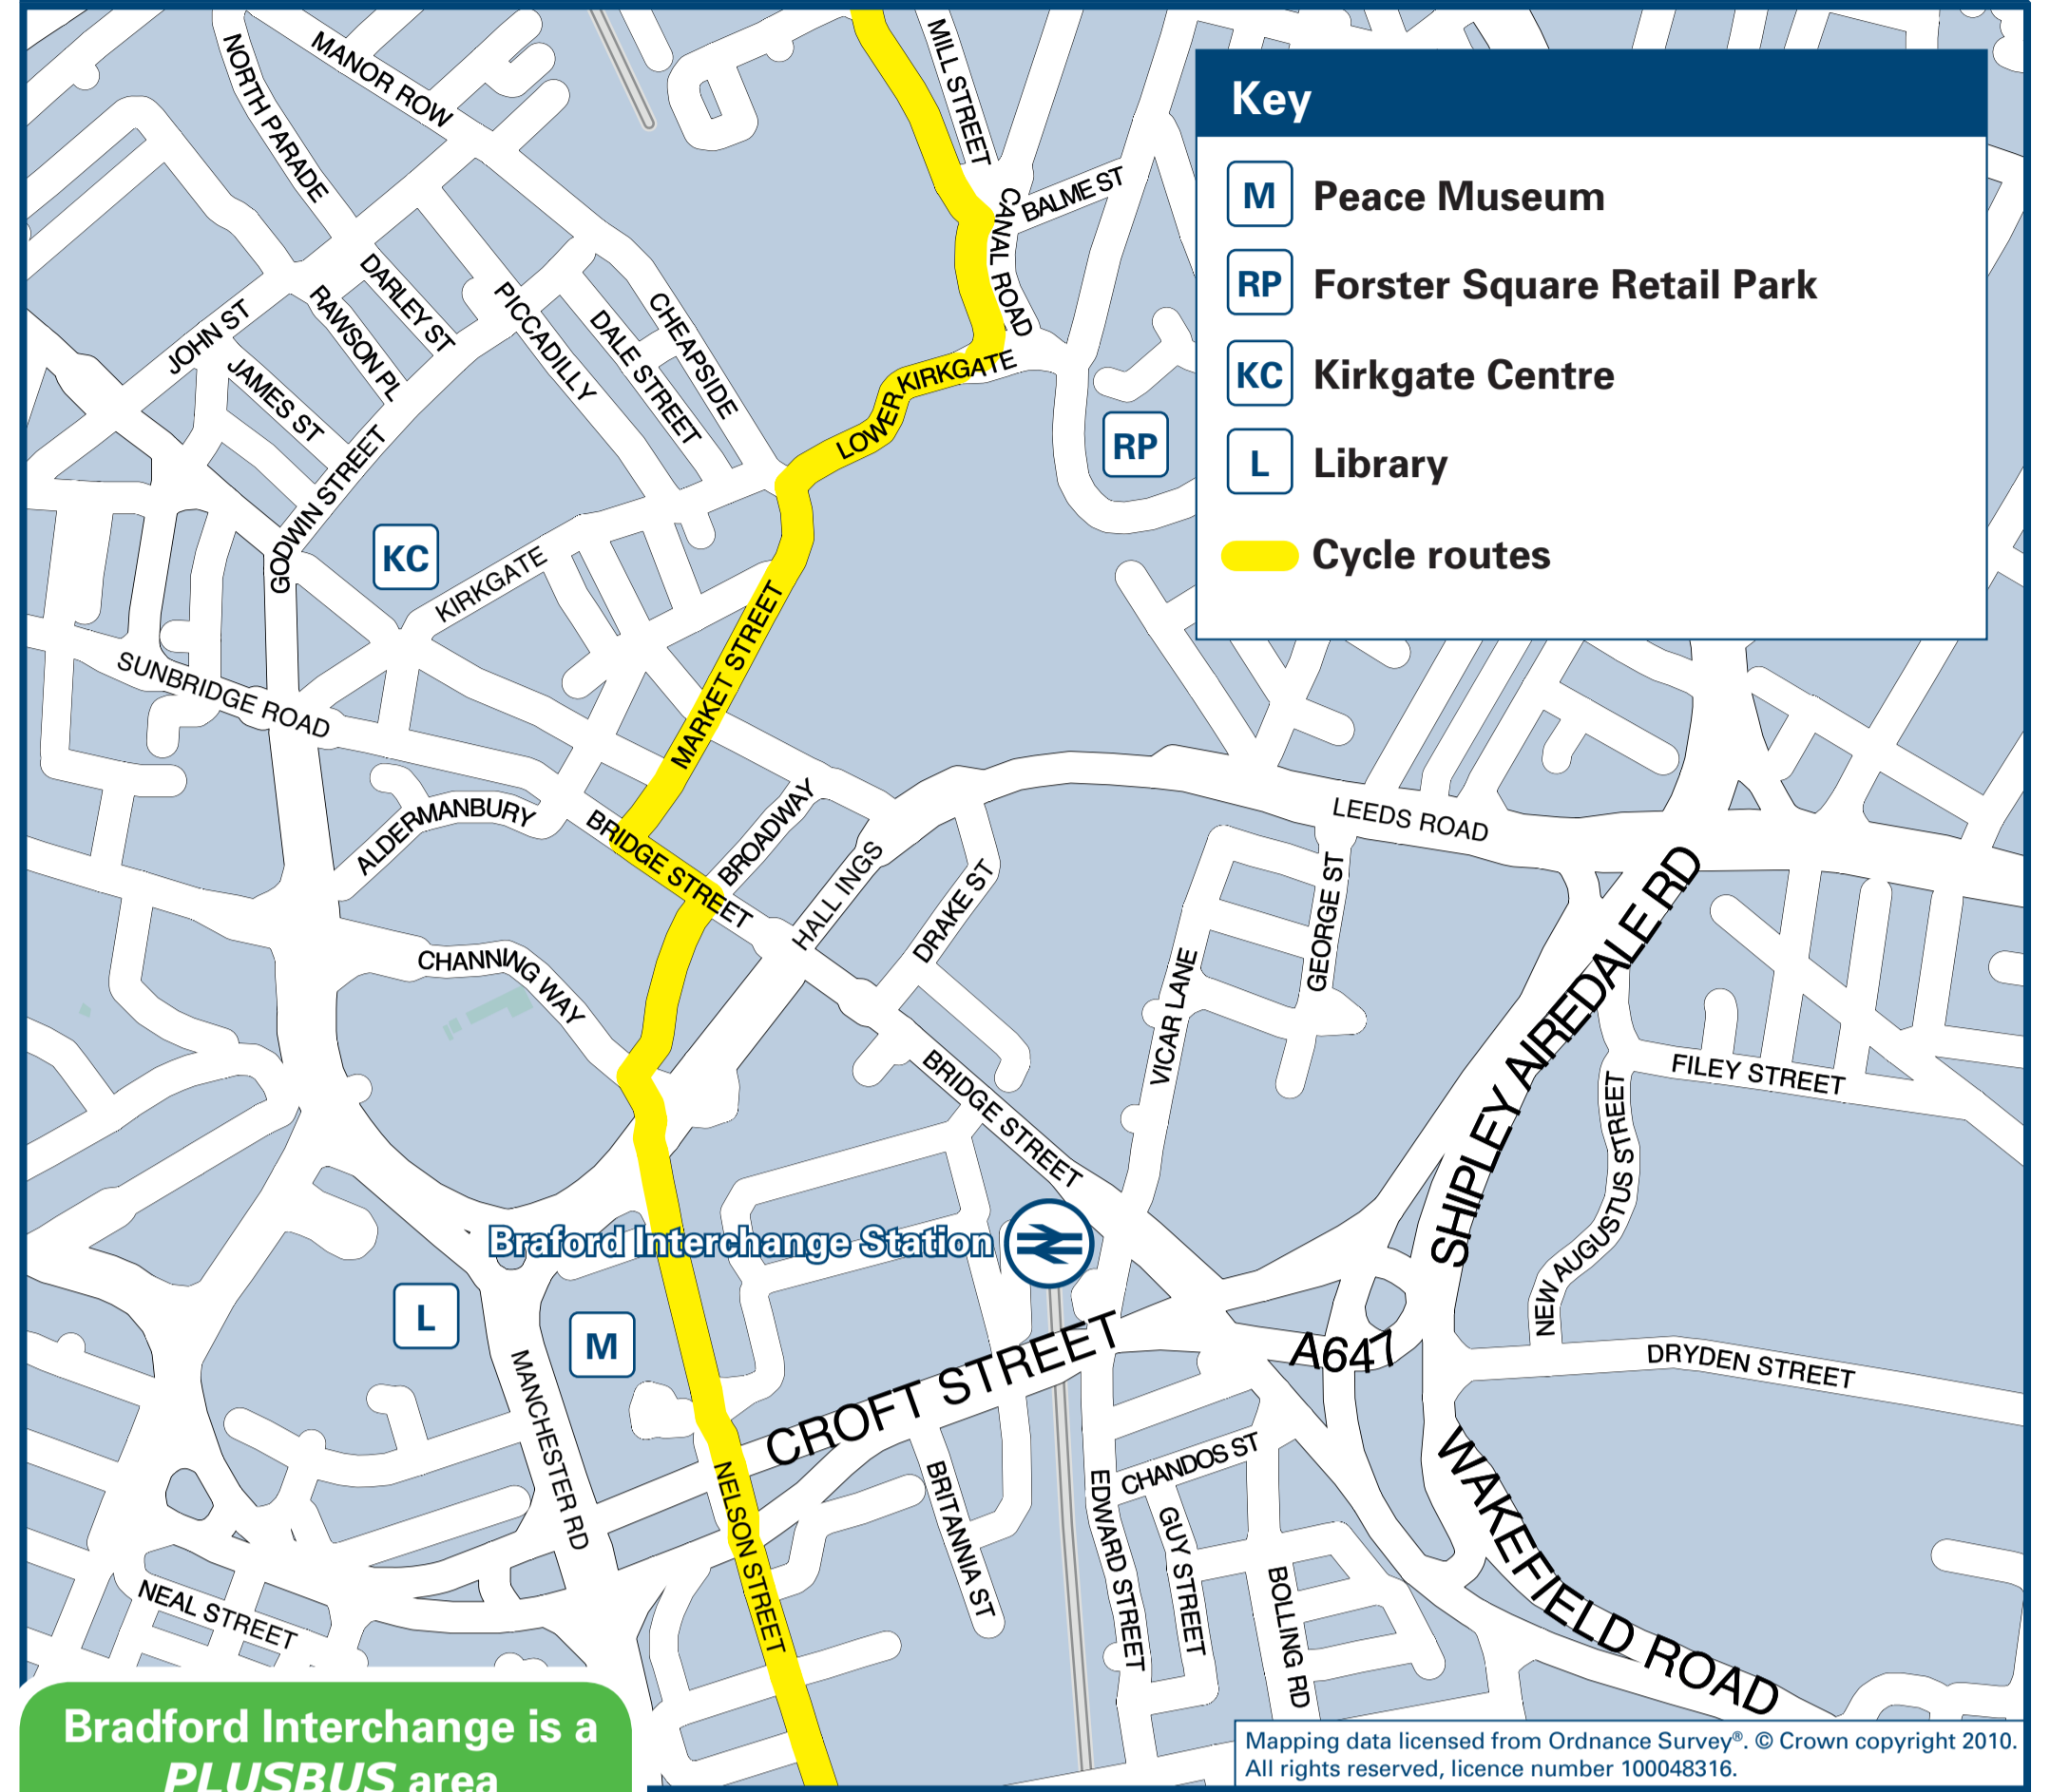 NORTH PARADE
MANOR ROW
MILL STREET
CANAL ROAD
BALME ST
Key
M Peace Museum
RP Forster Square Retail Park
KC Kirkgate Centre
L Library
Cycle routes
JOHN ST
JAMES ST
RAWSON PL
DARLEY ST
PICCADILLY
DALE STREET
CHEAPSIDE
LOWER KIRKGATE
RP
GODWIN STREET
KC
KIRKGATE
SUNBRIDGE ROAD
MARKET STREET
ALDERMANBURY
BRIDGE STREET
BROADWAY
HALL INGS
DRAKE ST
LEEDS ROAD
GEORGE ST
VICAR LANE
SHIPLEY AIREDALE RD
CHANNING WAY
BRIDGE STREET
FILEY STREET
NEW AUGUSTUS STREET
Braford Interchange Station
L
M
MANCHESTER RD
CROFT STREET
A647
DRYDEN STREET
WAKEFIELD ROAD
NELSON STREET
BRITANNIA ST
EDWARD STREET
CHANDOS ST
GUY STREET
BOLLING RD
NEAL STREET
Bradford Interchange is a
PLUSBUS area
Mapping data licensed from Ordnance Survey®. © Crown copyright 2010.
All rights reserved, licence number 100048316.